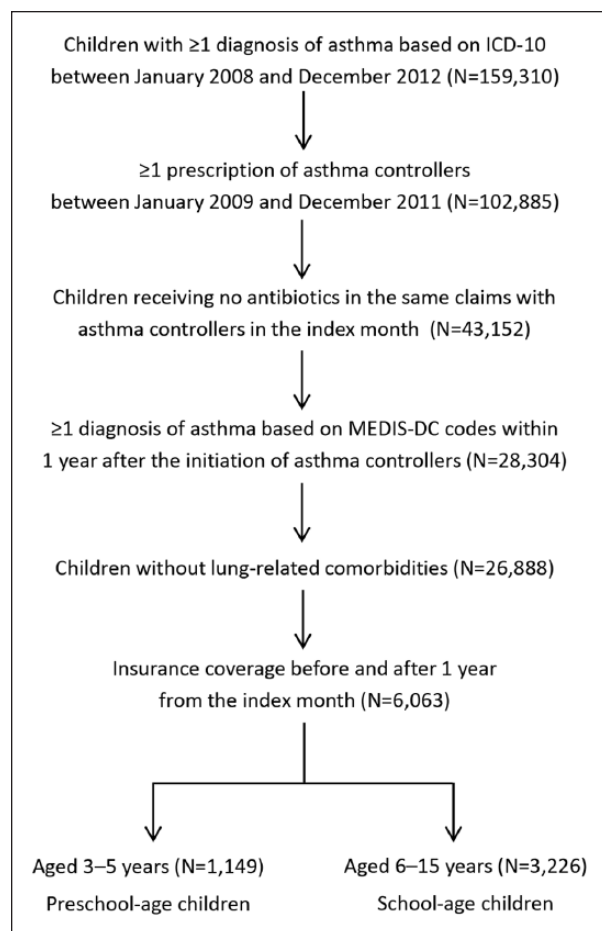 Children with ≥1 diagnosis of asthma based on ICD-10
between January 2008 and December 2012 (N=159,310)
≥1 prescription of asthma controllers
between January 2009 and December 2011 (N=102,885)
Children receiving no antibiotics in the same claims with
asthma controllers in the index month (N=43,152)
≥1 diagnosis of asthma based on MEDIS-DC codes within
1 year after the initiation of asthma controllers (N=28,304)
Children without lung-related comorbidities (N=26,888)
Insurance coverage before and after 1 year
from the index month (N=6,063)
Aged 3–5 years (N=1,149)
Preschool-age children
Aged 6–15 years (N=3,226)
School-age children